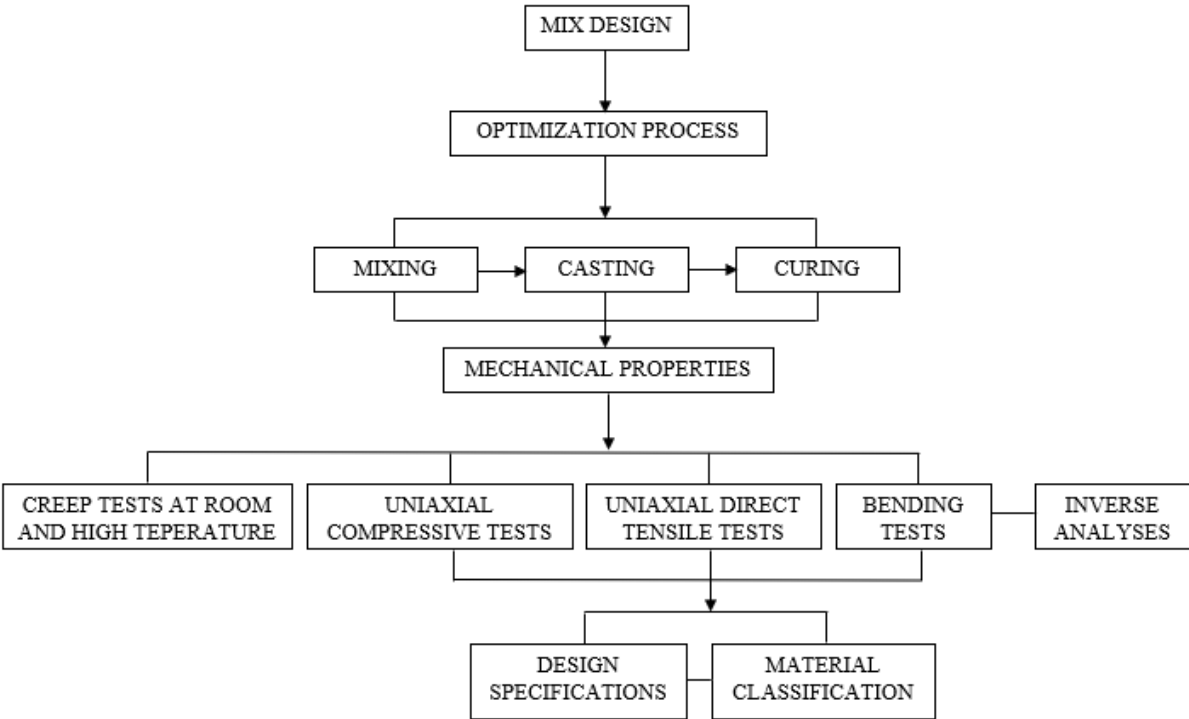 MIX DESIGN
OPTIMIZATION PROCESS
MIXING
CASTING
CURING
MECHANICAL PROPERTIES
CREEP TESTS AT ROOM
AND HIGH TEPERATURE
UNIAXIAL
COMPRESSIVE TESTS
UNIAXIAL DIRECT
TENSILE TESTS
BENDING
TESTS
INVERSE
ANALYSES
DESIGN
SPECIFICATIONS
MATERIAL
CLASSIFICATION